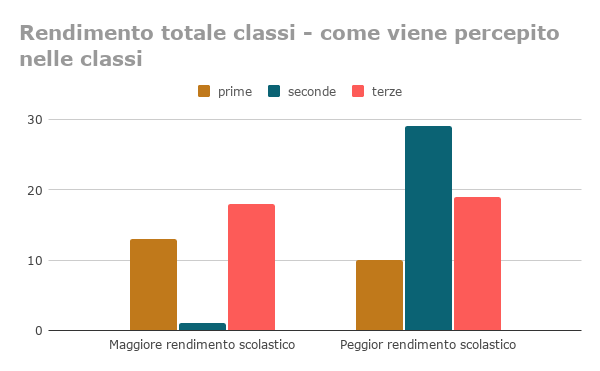 Rendimento totale classi - come viene percepito
nelle classi
prime seconde terze
30
20
10
0
Maggiore rendimento scolastico Peggior rendimento scolastico